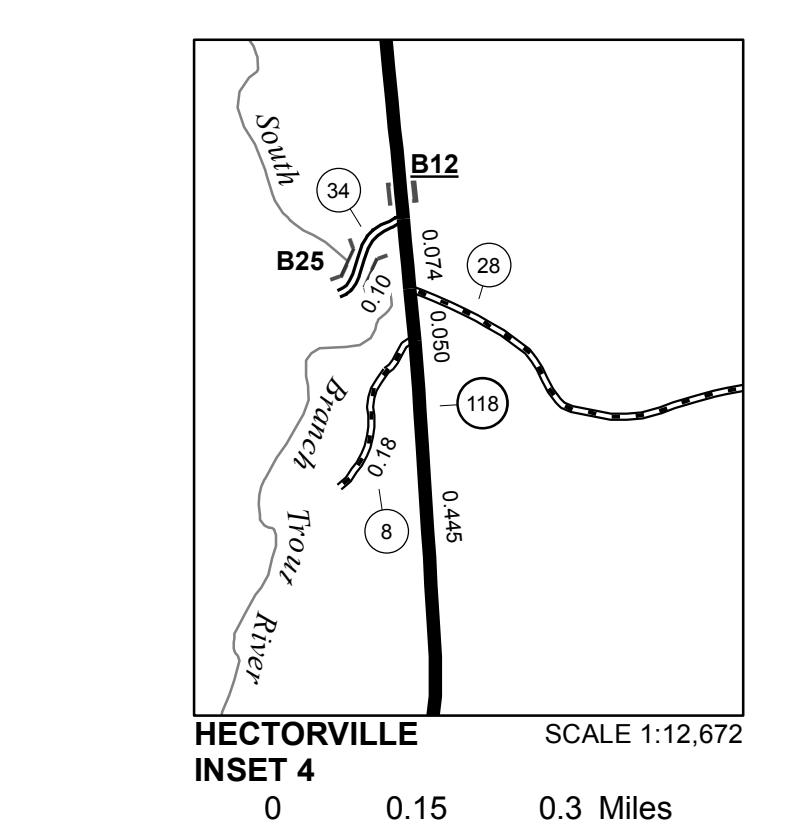 South
B12
34
B25
0.074
28
0.10
0.050
Branch
118
0.18
0.445
8
Trout
River
HECTORVILLE
SCALE 1:12,672
INSET 4
0 0.15 0.3 Miles